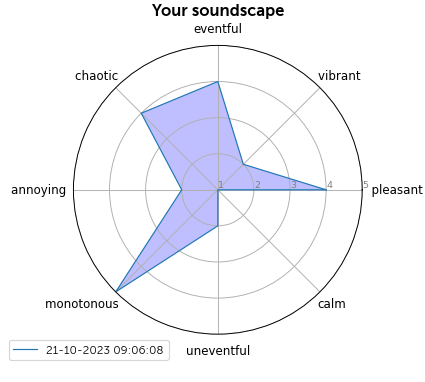 Your soundscape
eventful
chaotic
vibrant
annoying
1 2 3 4 5
pleasant
monotonous
calm
uneventful
21-10-2023 09:06:08